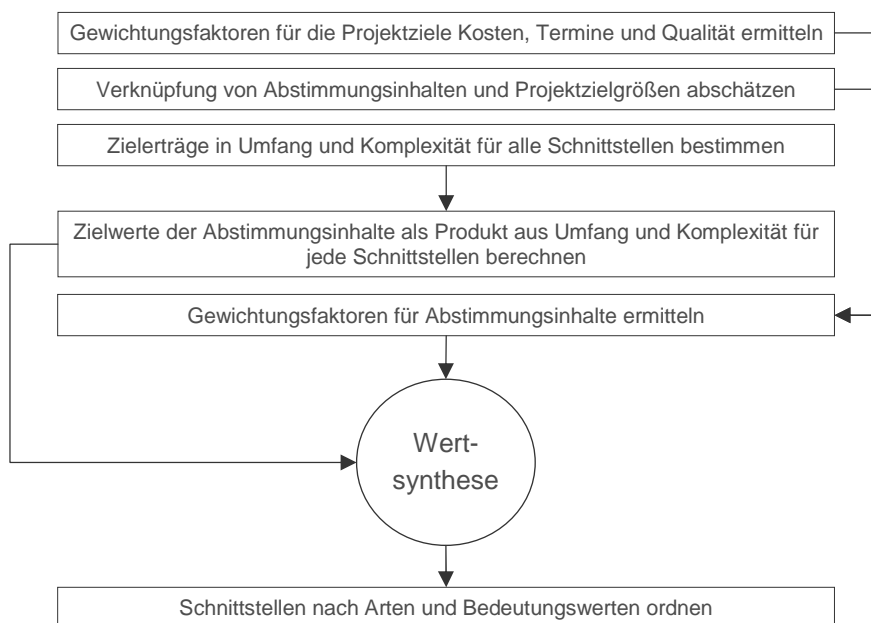 Gewichtungsfaktoren für die Projektziele Kosten, Termine und Qualität ermitteln
Verknüpfung von Abstimmungsinhalten und Projektzielgrößen abschätzen
Zielerträge in Umfang und Komplexität für alle Schnittstellen bestimmen
Zielwerte der Abstimmungsinhalte als Produkt aus Umfang und Komplexität für
jede Schnittstellen berechnen
Gewichtungsfaktoren für Abstimmungsinhalte ermitteln
Wert-
synthese
Schnittstellen nach Arten und Bedeutungswerten ordnen